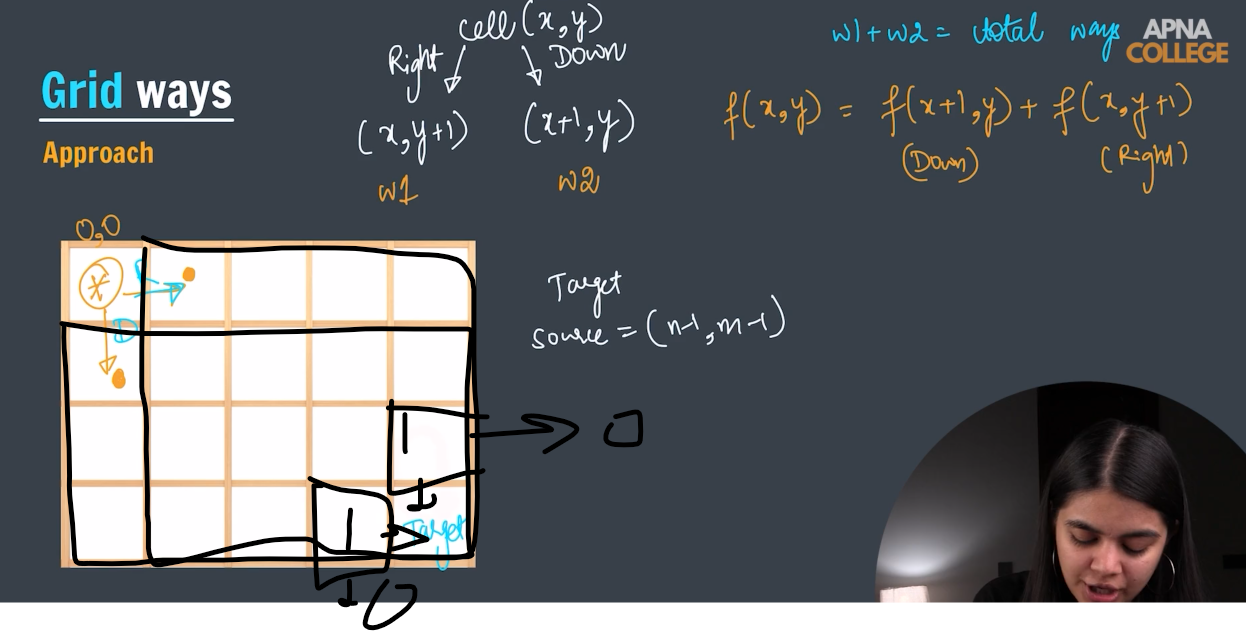 cell (x,y)
w1+w2 = total ways
APNA
COLLEGE
Right
Down
Grid ways
(x,y+1)
(x+1,y)
f(x,y) = f(x+1,y) + f(x,y+1)
Approach
(Down)
(Right)
w1
w2
0,0
R
D
Target
source = (n-1, m-1)
1
0
1
Target
0